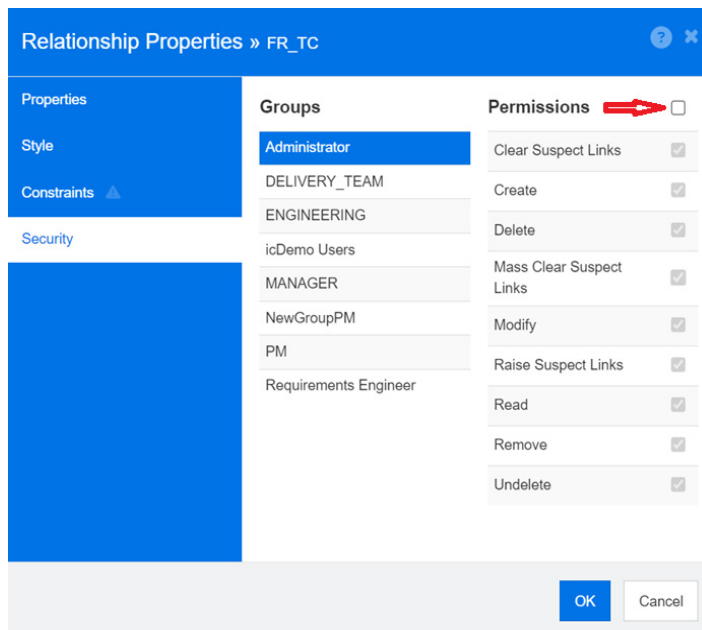 Relationship Properties » FR_TC
?
Properties
Style
Constraints
Security
Groups
Administrator
DELIVERY_TEAM
ENGINEERING
icDemo Users
MANAGER
NewGroupPM
PM
Requirements Engineer
Permissions
Clear Suspect Links
Create
Delete
Mass Clear Suspect
Links
Modify
Raise Suspect Links
Read
Remove
Undelete
OK
Cancel